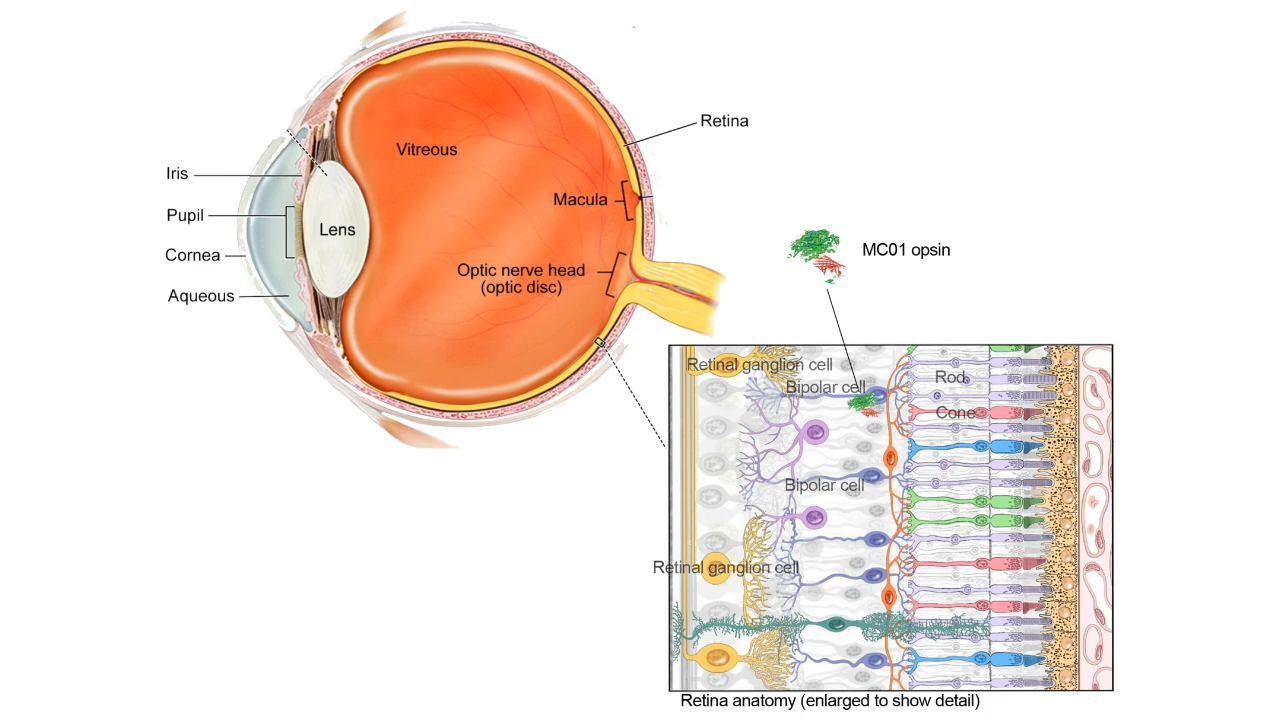 Retina
Vitreous
Iris
Macula
Pupil
Lens
Cornea
MC01 opsin
Optic nerve head
(optic disc)
Aqueous
Retinal ganglion cell
Bipolar cell
Rod
Cone
Bipolar cell
Retinal ganglion cell
Retina anatomy (enlarged to show detail)